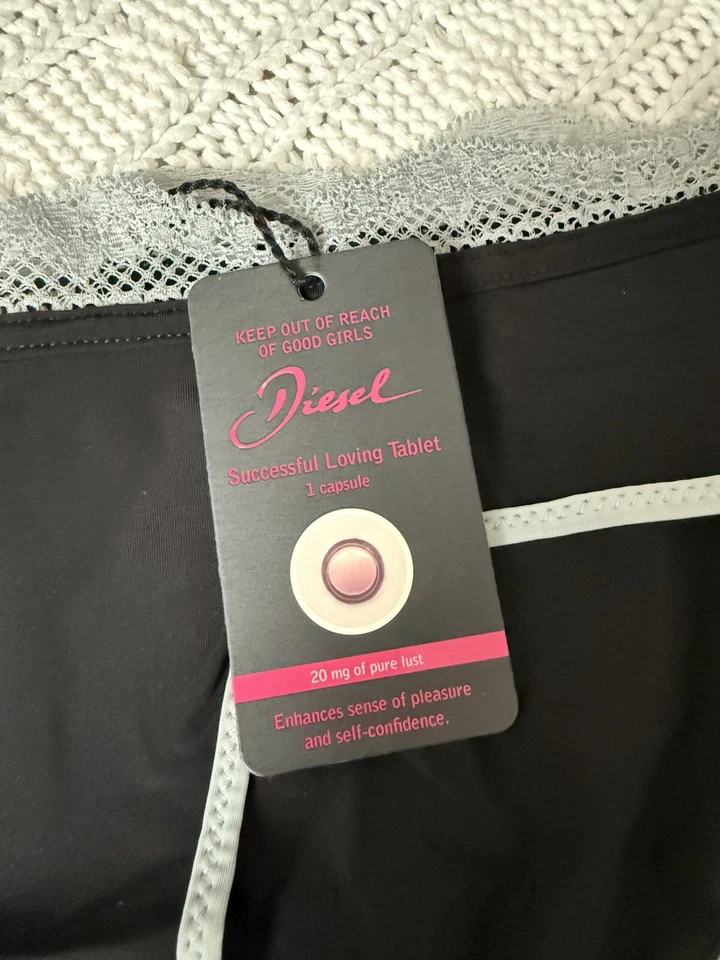 KEEP OUT OF REACH
OF GOOD GIRLS
Diesel
Successful Loving Tablet
1 capsule
20 mg of pure lust
Enhances sense of pleasure
and self-confidence.